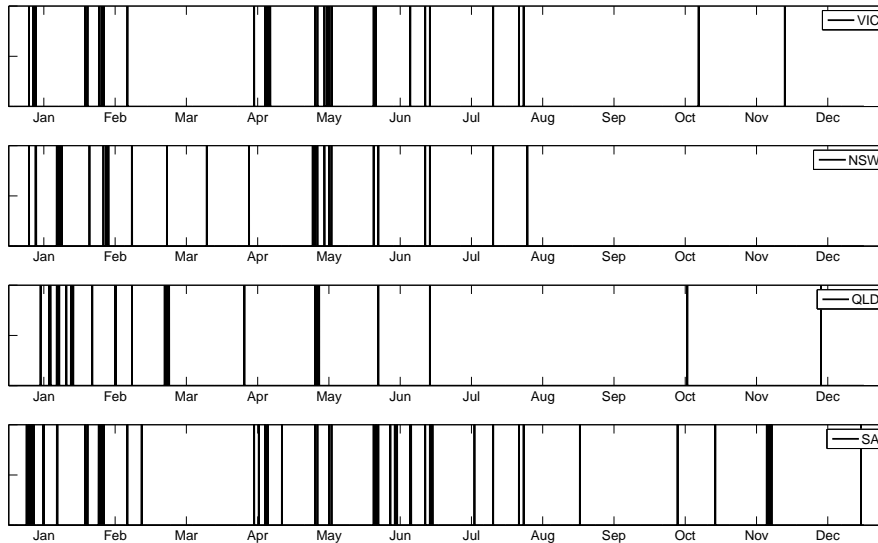 VIC
Jan Feb Mar Apr May Jun Jul Aug Sep Oct Nov Dec
NSW
Jan Feb Mar Apr May Jun Jul Aug Sep Oct Nov Dec
QLD
Jan Feb Mar Apr May Jun Jul Aug Sep Oct Nov Dec
SA
Jan Feb Mar Apr May Jun Jul Aug Sep Oct Nov Dec